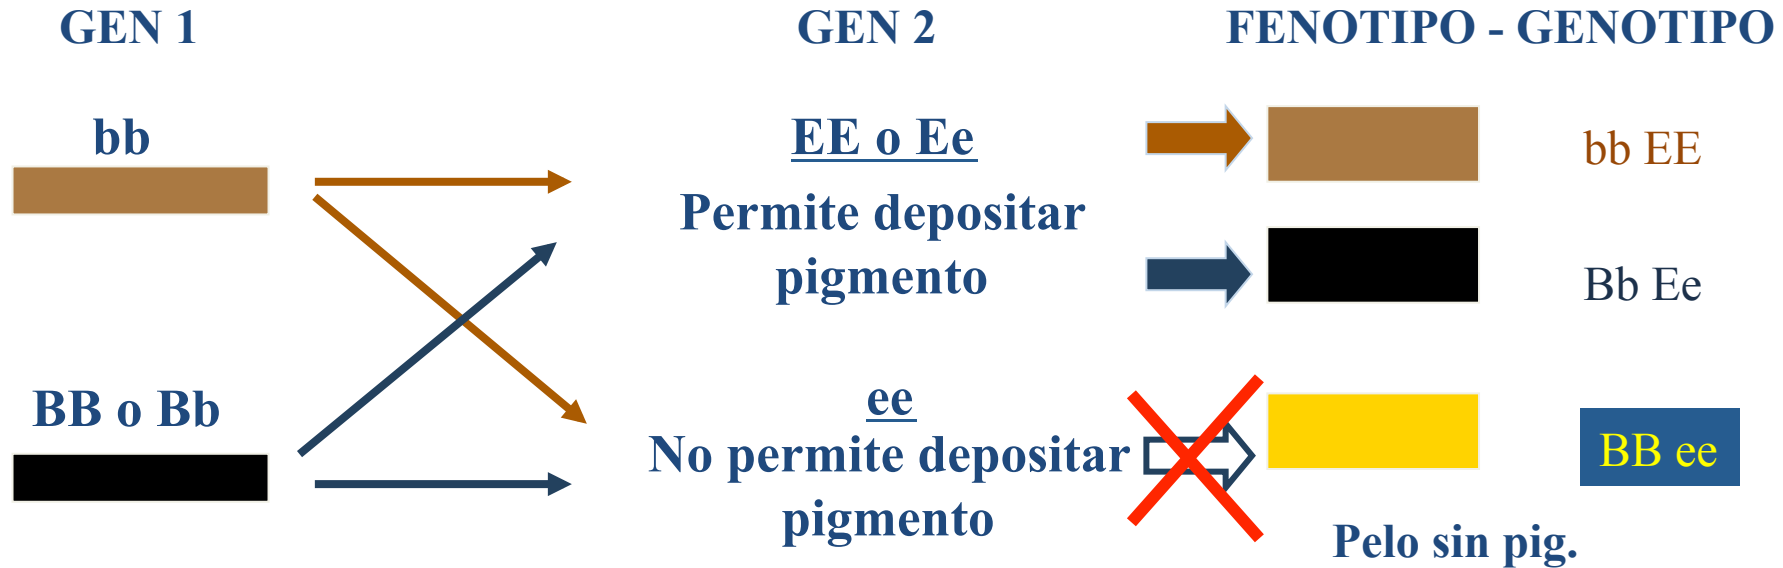 GEN 1
GEN 2
FENOTIPO - GENOTIPO
bb
EE o Ee
bb EE
Permite depositar
pigmento
Bb Ee
BB o Bb
ee
No permite depositar
pigmento
BB ee
Pelo sin pig.